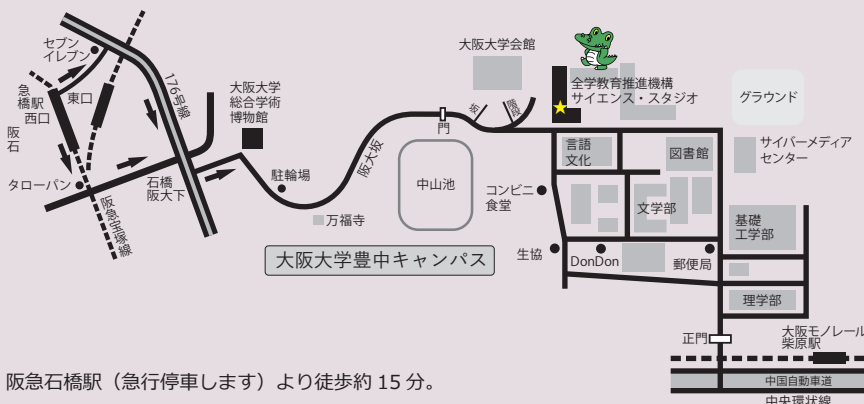 セブン
イレブン
176号線
阪急
石橋駅
西口
東口
タローパン
阪急宝塚線
石橋
阪大下
大阪大学
総合学術
博物館
駐輪場
万福寺
阪大坂
門
中山池
大阪大学会館
坂
階段
全学教育推進機構
サイエンス・スタジオ
グラウンド
サイバーメディア
センター
言語
文化
図書館
コンビニ
食堂
文学部
基礎
工学部
生協
DonDon
郵便局
理学部
大阪大学豊中キャンパス
正門
大阪モノレール
柴原駅
中国自動車道
中央環状線
阪急石橋駅（急行停車します）より徒歩約 15 分。